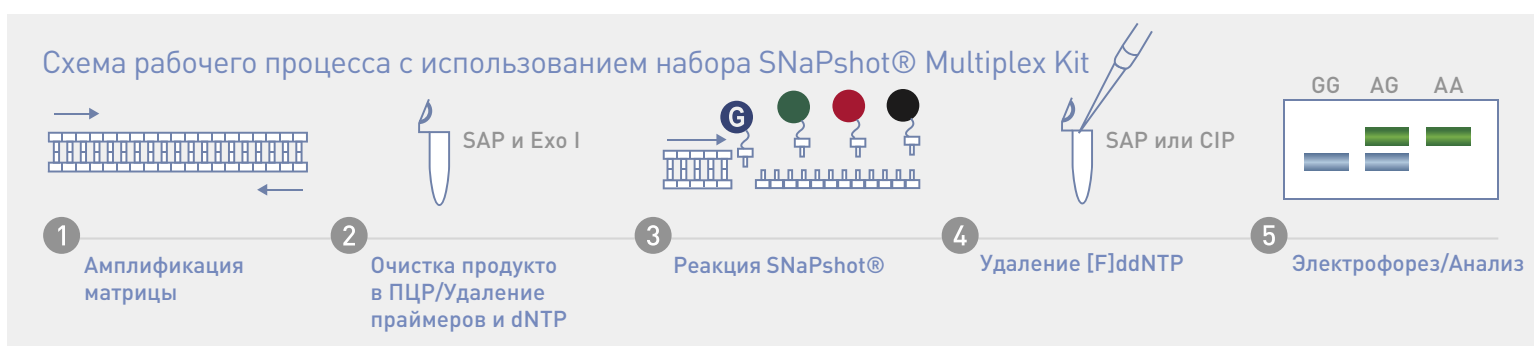 Схема рабочего процесса с использованием набора SNaPshot® Multiplex Kit
GG AG AA
G
SAP и Exo I
SAP или CIP
1
Амплификация
матрицы
2
Очистка продукто
в ПЦР/Удаление
праймеров и dNTP
3
Реакция SNaPshot®
4
Удаление [F]ddNTP
5
Электрофорез/Анализ